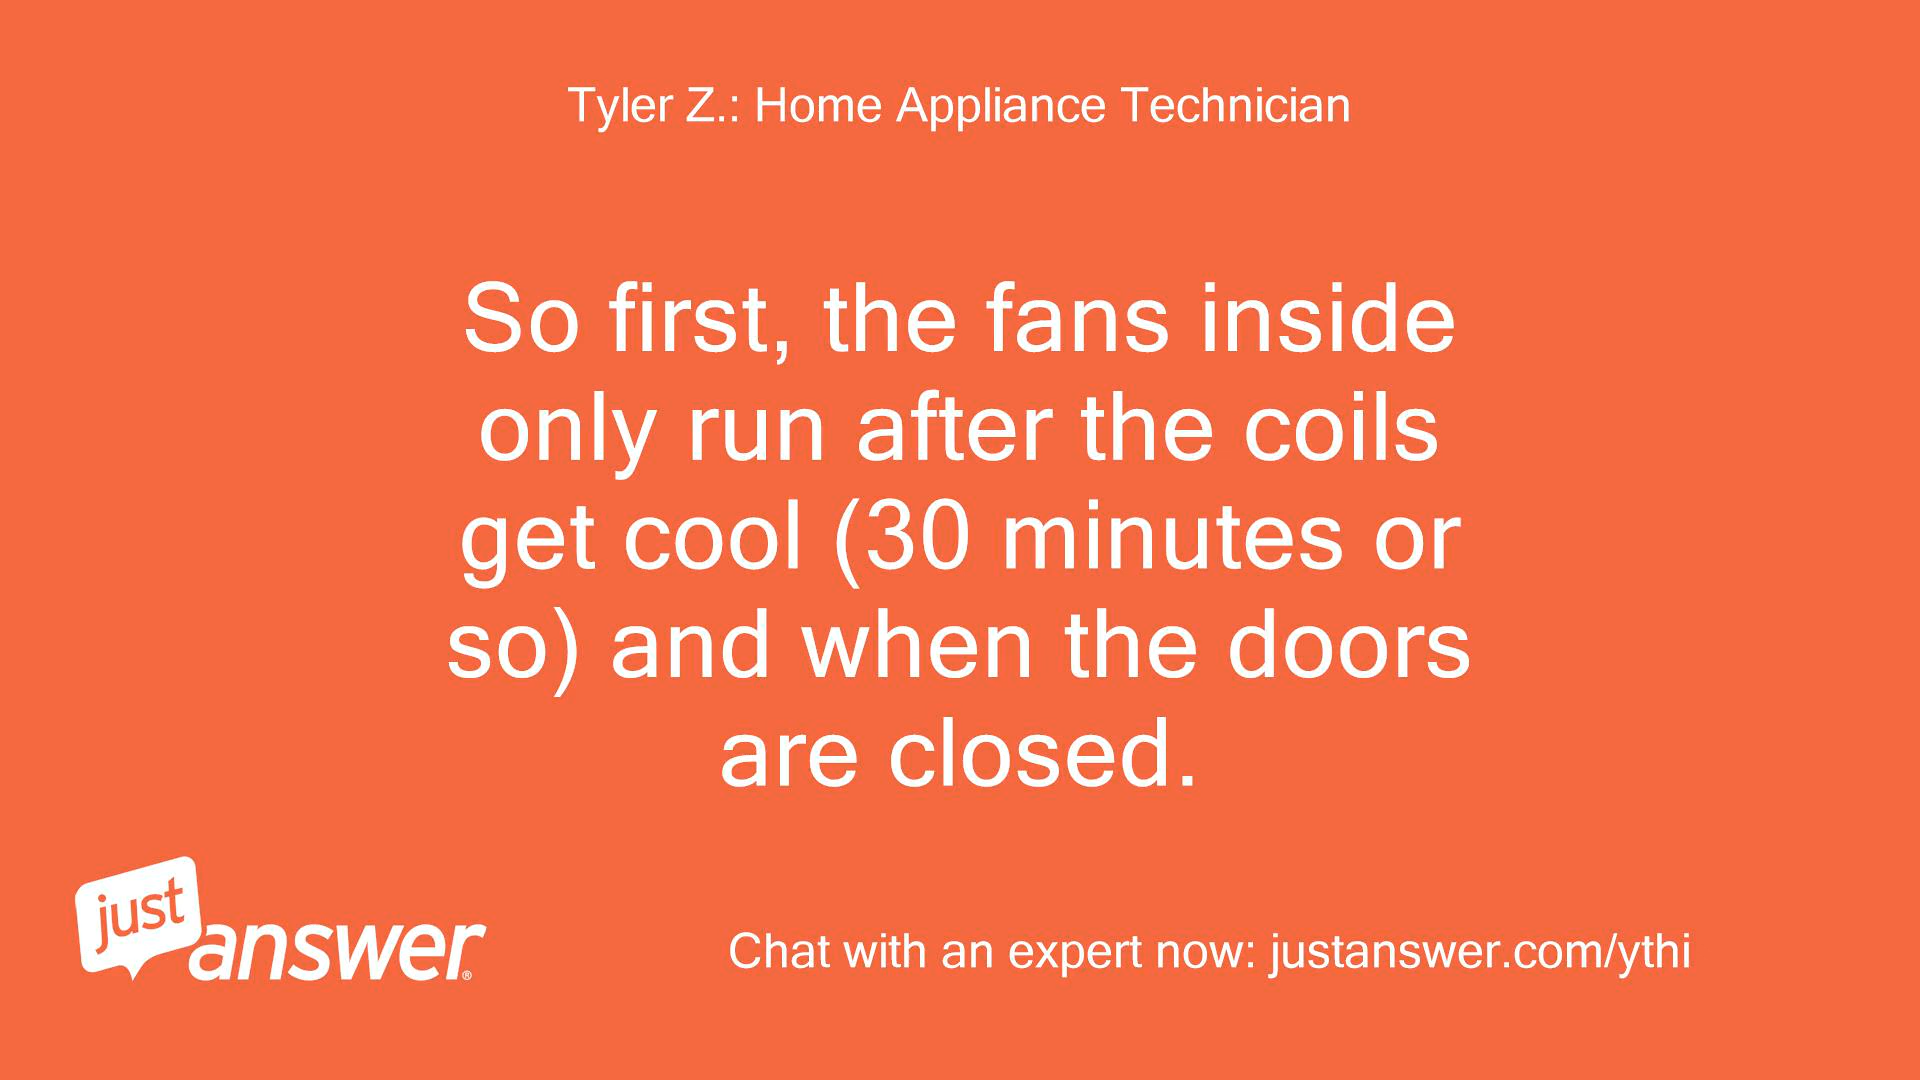 Tyler Z.: Home Appliance Technician
So first, the fans inside
only run after the coils
get cool (30 minutes or
so) and when the doors
are closed.
just
answer®
Chat with an expert now: justanswer.com/ythi